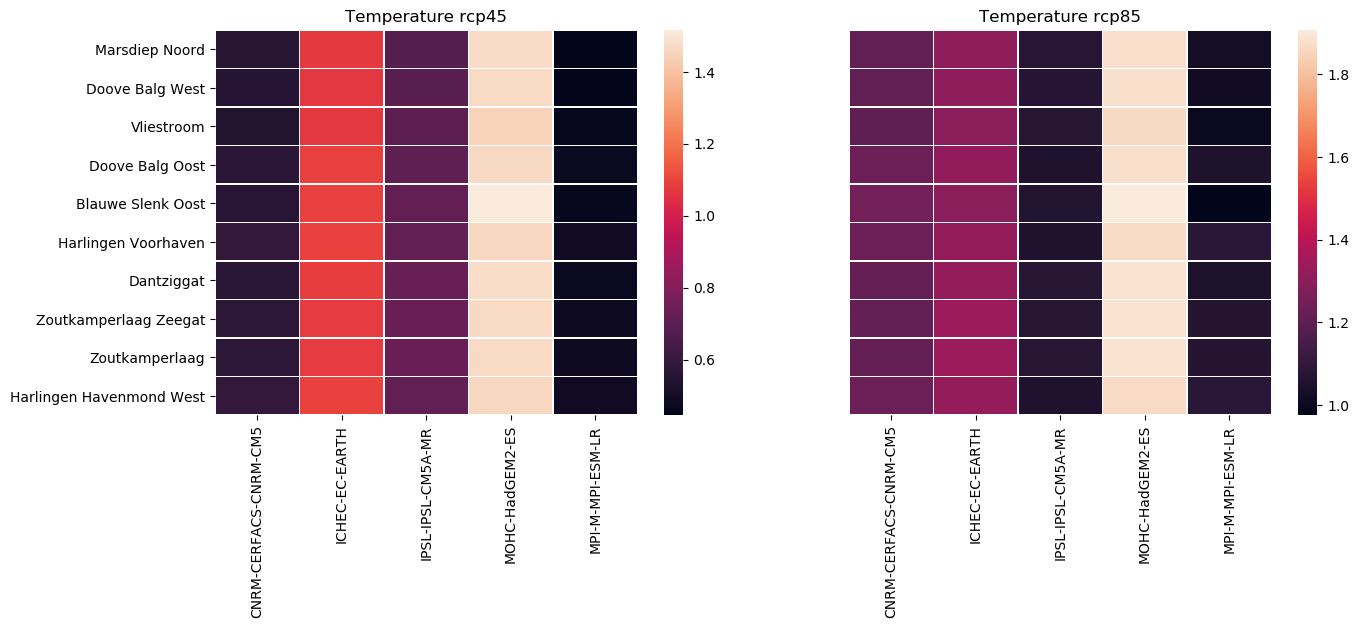 Temperature rcp45
Marsdiep Noord
Doove Balg West
Vliestroom
Doove Balg Oost
Blauwe Slenk Oost
Harlingen Voorhaven
Dantziggat
Zoutkamperlaag Zeegat
Zoutkamperlaag
Harlingen Havenmond West
CNRM-CERFACS-CNRM-CM5
ICHEC-EC-EARTH
IPSL-IPSL-CM5A-MR
MOHC-HadGEM2-ES
MPI-M-MPI-ESM-LR
1.4
1.2
1.0
0.8
0.6
Temperature rcp85
CNRM-CERFACS-CNRM-CM5
ICHEC-EC-EARTH
IPSL-IPSL-CM5A-MR
MOHC-HadGEM2-ES
MPI-M-MPI-ESM-LR
1.8
1.6
1.4
1.2
1.0